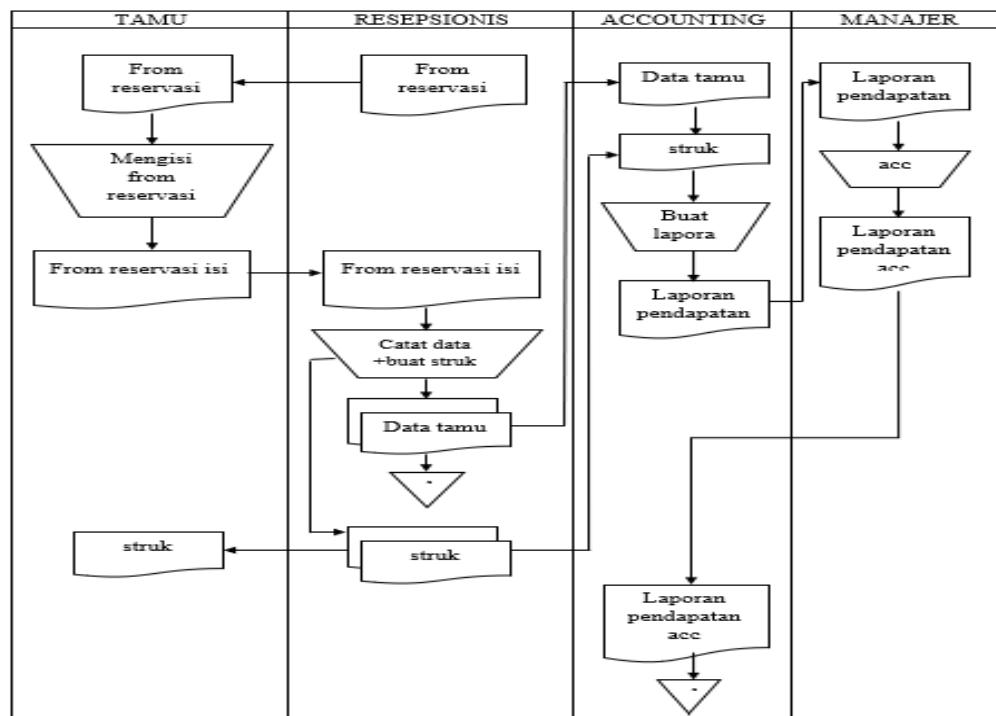 TAMU
RESEPSIONIS
ACCOUNTING
MANAJER
From
reservasi
From
reservasi
Data tamu
Laporan
pendapatan
Mengisi
from
reservasi
struk
acc
Buat
lapora
Laporan
pendapatan
acc
From reservasi isi
From reservasi isi
Laporan
pendapatan
Catat data
+buat struk
Data tamu
struk
struk
Laporan
pendapatan
acc